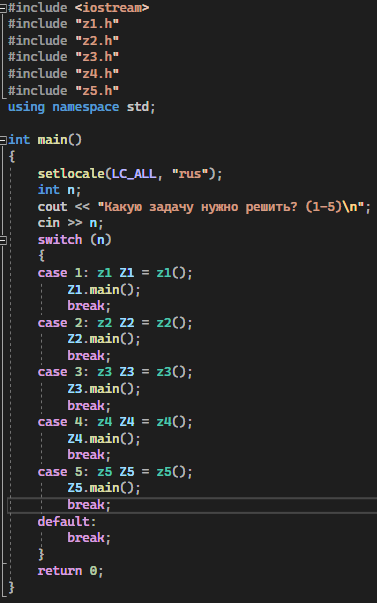 #include <iostream>
#include "z1.h"
#include "z2.h"
#include "z3.h"
#include "z4.h"
#include "z5.h"
using namespace std;

int main()
{
    setlocale(LC_ALL, "rus");
    int n;
    cout << "Какую задачу нужно решить? (1-5)\n";
    cin >> n;
    switch (n)
    {
    case 1: z1 Z1 = z1();
        Z1.main();
        break;
    case 2: z2 Z2 = z2();
        Z2.main();
        break;
    case 3: z3 Z3 = z3();
        Z3.main();
        break;
    case 4: z4 Z4 = z4();
        Z4.main();
        break;
    case 5: z5 Z5 = z5();
        Z5.main();
        break;
    default:
        break;
    }
    return 0;
}